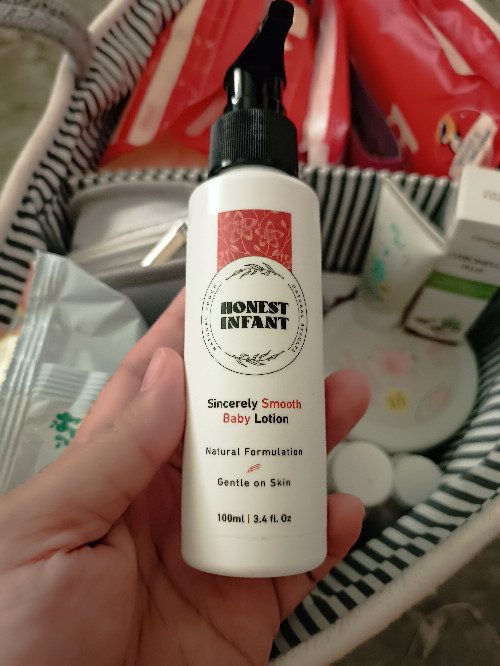 HONEST
INFANT
Sincerely Smooth
Baby Lotion
Natural Formulation
Gentle on Skin
100ml | 3.4 fl. Oz